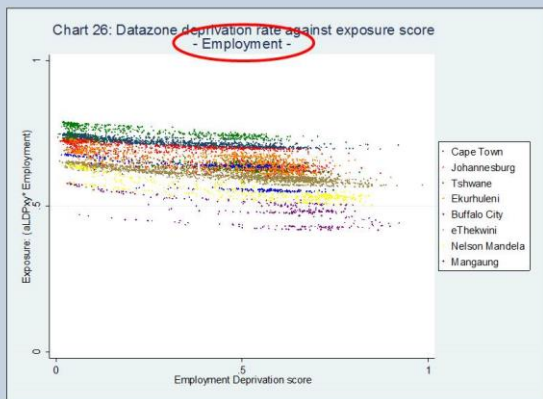 Chart 26: Datazone deprivation rate against exposure score
- Employment -
Exposure: (aLDPxy* Employment)
1
.5
0
0
.5
1
Employment Deprivation score
Cape Town
Johannesburg
Tshwane
Ekurhuleni
Buffalo City
eThekwini
Nelson Mandela
Mangaung